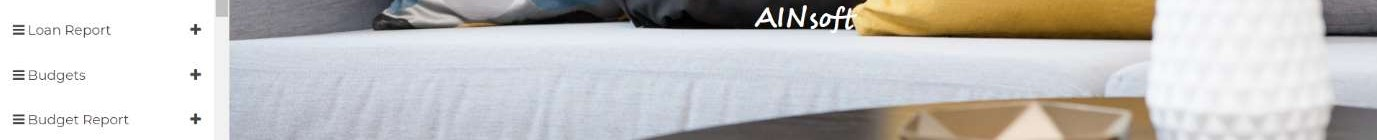 Loan Report
Budgets
Budget Report
AINsoft